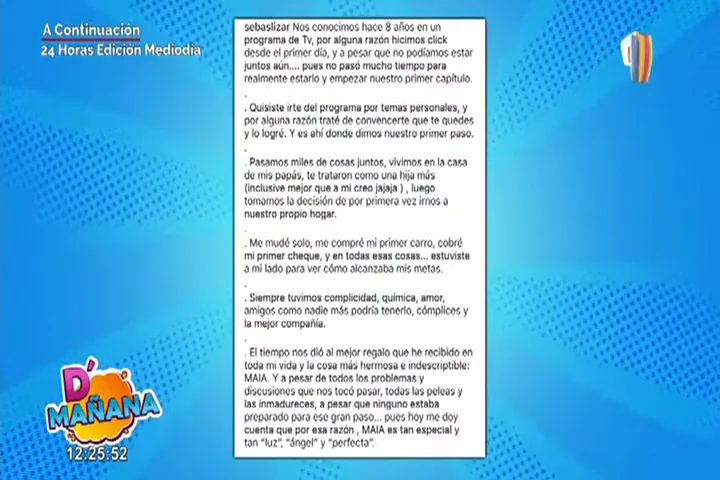 A Continuación
24 Horas Edición Mediodia
sebaslizar Nos conocimos hace 8 años en un
programa de Tv, por alguna razón hicimos click
desde el primer día, y a pesar que no podíamos estar
juntos aún.... pues no pasó mucho tiempo para
realmente estarlo y empezar nuestro primer capítulo.
.
. Quisiste irte del programa por temas personales, y
por alguna razón traté de convencerte que te quedes
y lo logré. Y es ahí donde dimos nuestro primer paso.
.
. Pasamos miles de cosas juntos, vivimos en la casa
de mis papás, te trataron como una hija más
(inclusive mejor que a mi creo jajaja ) , luego
tomamos la decisión de por primera vez irnos a
nuestro propio hogar.
.
. Me mudé solo, me compré mi primer carro, cobré
mi primer cheque, y en todas esas cosas... estuviste
a mi lado para ver cómo alcanzaba mis metas.
.
. Siempre tuvimos complicidad, química, amor,
amigos como nadie más podría tenerlo, cómplices y
la mejor compañía.
.
. El tiempo nos dió al mejor regalo que he recibido en
toda mi vida y la cosa más hermosa e indescriptible:
MAIA. Y a pesar de todos los problemas y
discusiones que nos tocó pasar, todas las peleas y
las inmadureces, a pesar que ninguno estaba
preparado para ese gran paso... pues hoy me doy
cuenta que por esa razón , MAIA es tan especial y
tan "luz", "ángel" y "perfecta".
D'
MAÑANA
12:25:52